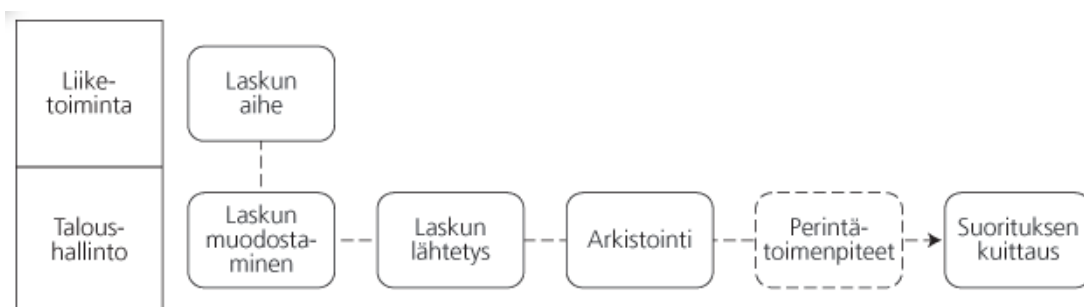 Liike-
toiminta
Laskun
aihe
Talous-
hallinto
Laskun
muodosta-
minen
Laskun
lähtetys
Arkistointi
Perintä-
toimenpiteet
Suorituksen
kuittaus